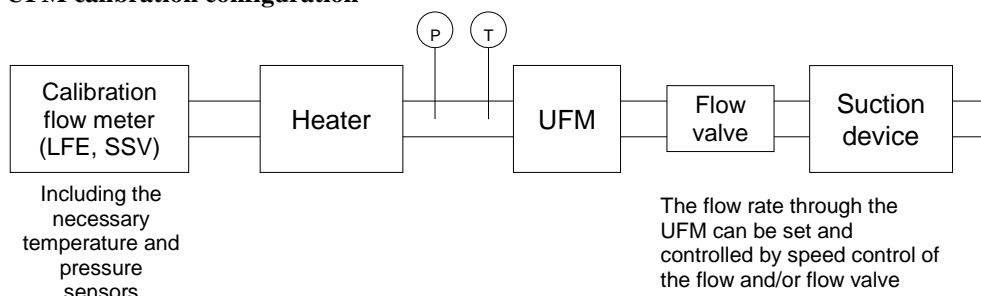 UFM calibration configuration
P
T
Calibration
flow meter
(LFE, SSV)
Heater
UFM
Flow
valve
Suction
device
Including the
necessary
temperature and
pressure
sensors
The flow rate through the
UFM can be set and
controlled by speed control of
the flow and/or flow valve